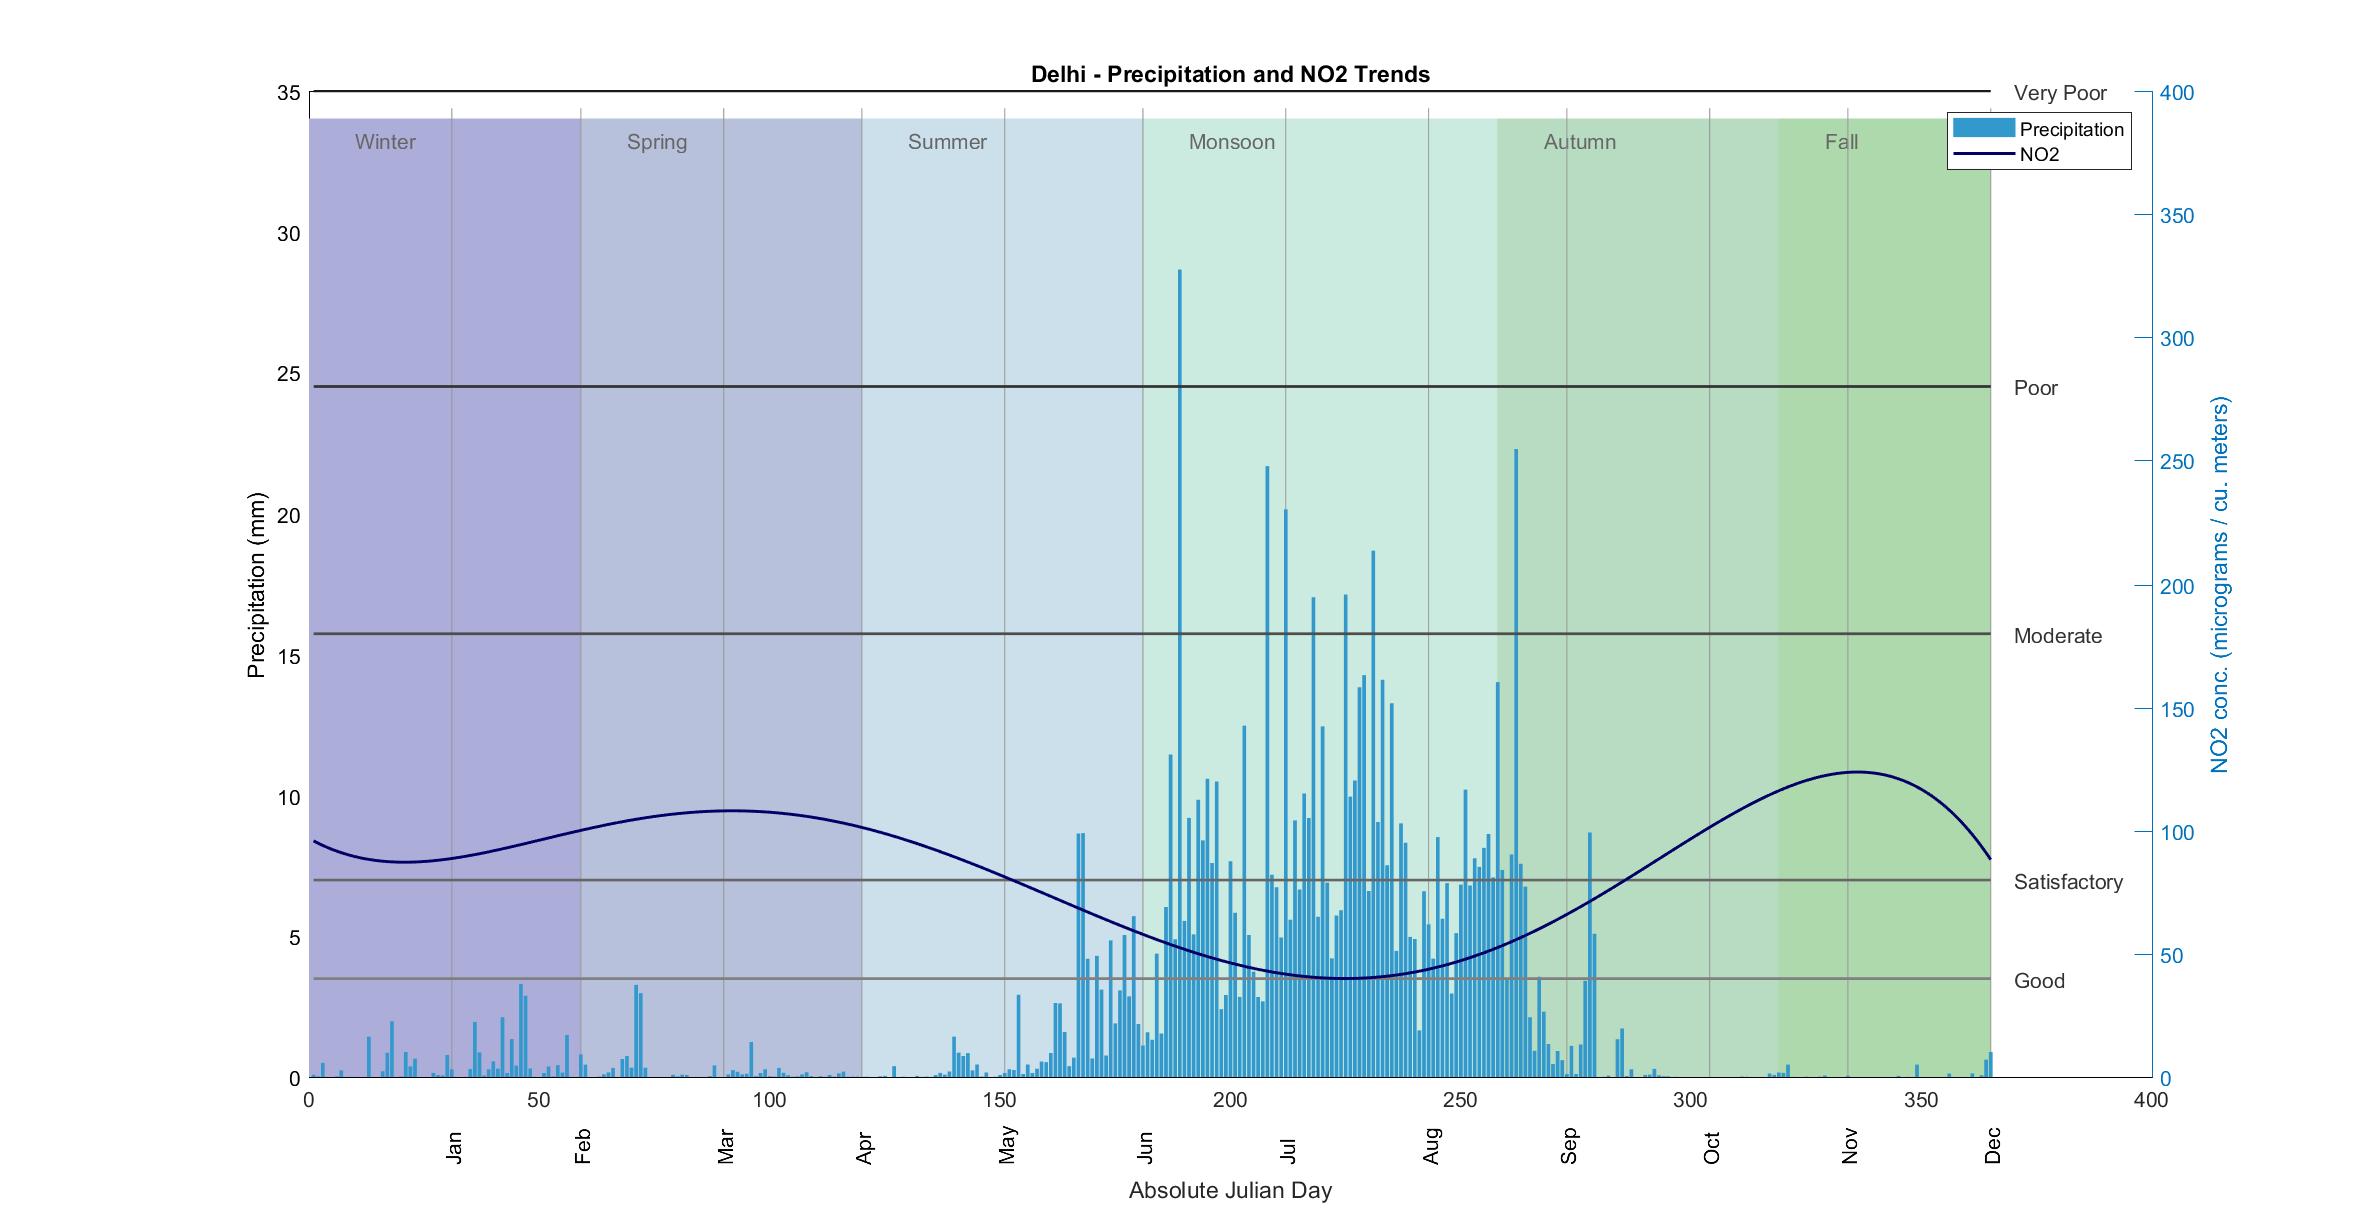 Delhi - Precipitation and NO2 Trends
35
Very Poor
400
Precipitation
NO2
Winter
Spring
Summer
Monsoon
Autumn
Fall
350
30
300
25
Poor
250
20
200
15
Moderate
150
10
100
Satisfactory
5
50
Good
0
0
Precipitation (mm)
NO2 conc. (micrograms / cu. meters)
0
50
100
150
200
250
300
350
400
Jan
Feb
Mar
Apr
May
Jun
Jul
Aug
Sep
Oct
Nov
Dec
Absolute Julian Day